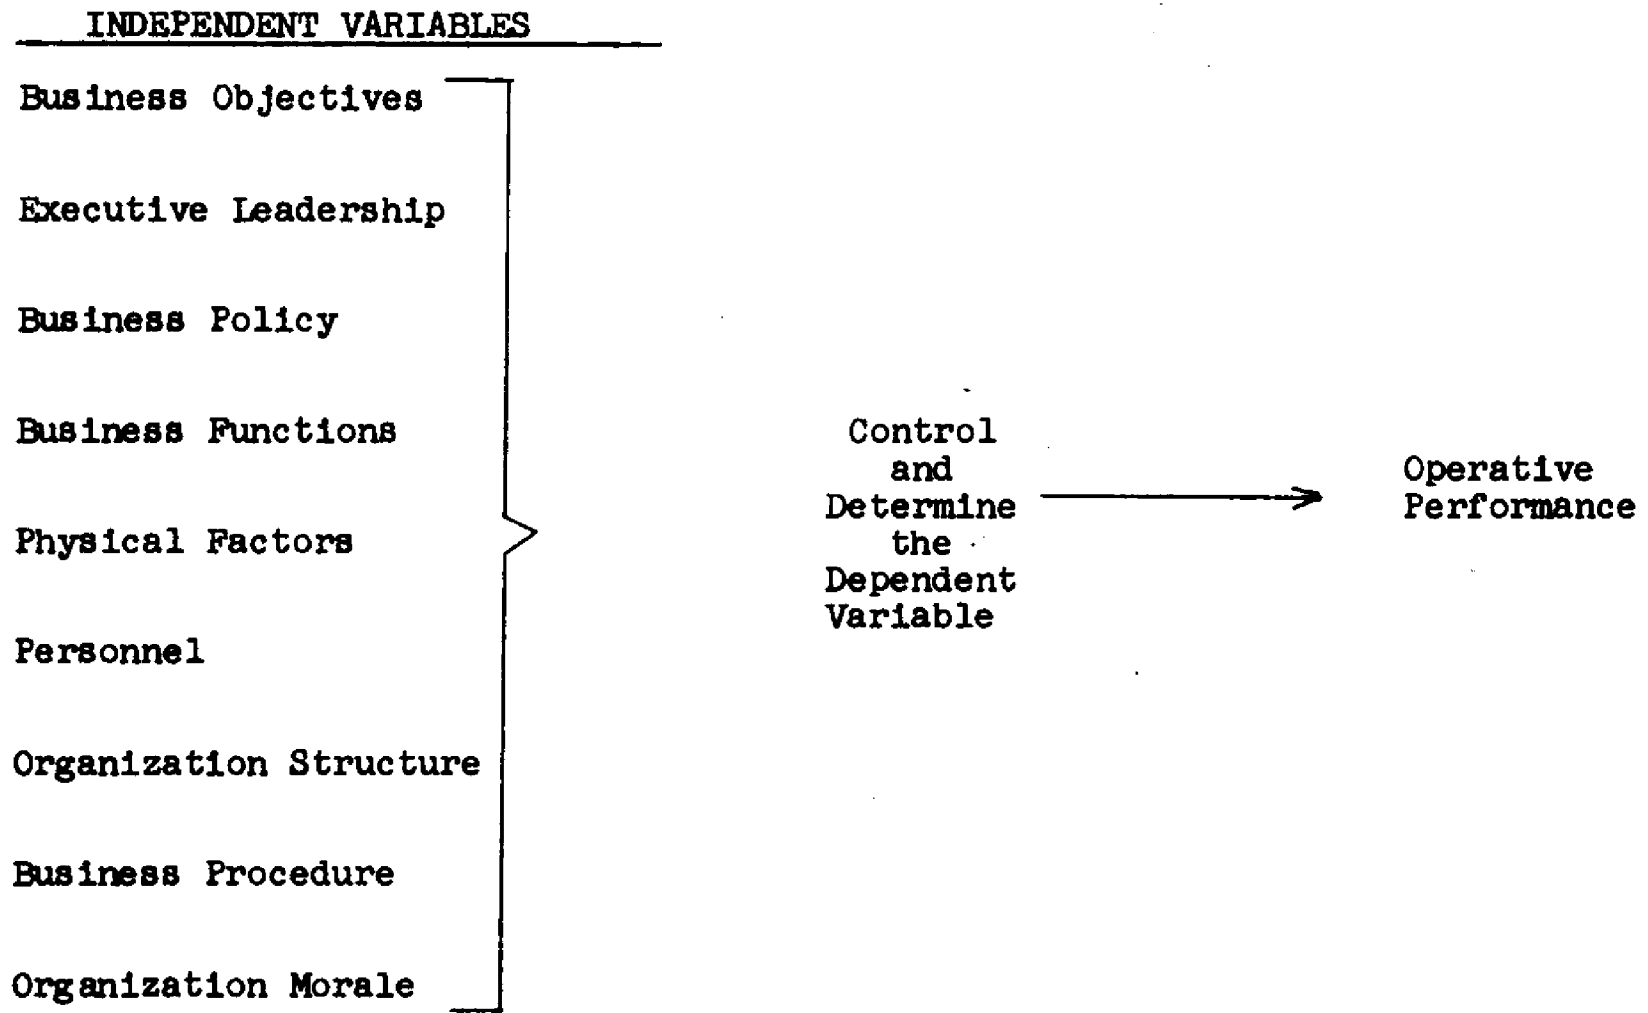 INDEPENDENT VARIABLES
Business Objectives
Executive Leadership
Business Policy
Business Functions
Physical Factors
Personnel
Organization Structure
Business Procedure
Organization Morale
Control
and
Determine
the
Dependent
Variable
Operative
Performance